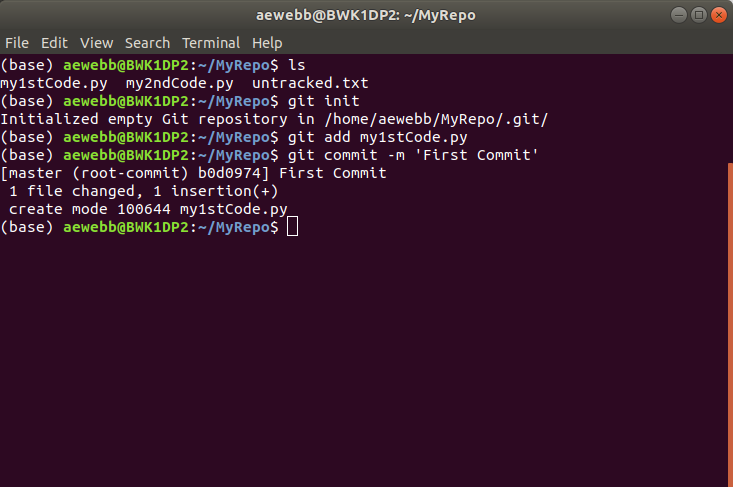 aewebb@BWK1DP2: ~/MyRepo
File Edit View Search Terminal Help
(base) aewebb@BWK1DP2:~/MyRepo$ ls
my1stCode.py  my2ndCode.py  untracked.txt
(base) aewebb@BWK1DP2:~/MyRepo$ git init
Initialized empty Git repository in /home/aewebb/MyRepo/.git/
(base) aewebb@BWK1DP2:~/MyRepo$ git add my1stCode.py
(base) aewebb@BWK1DP2:~/MyRepo$ git commit -m 'First Commit'
[master (root-commit) b0d0974] First Commit
 1 file changed, 1 insertion(+)
 create mode 100644 my1stCode.py
(base) aewebb@BWK1DP2:~/MyRepo$